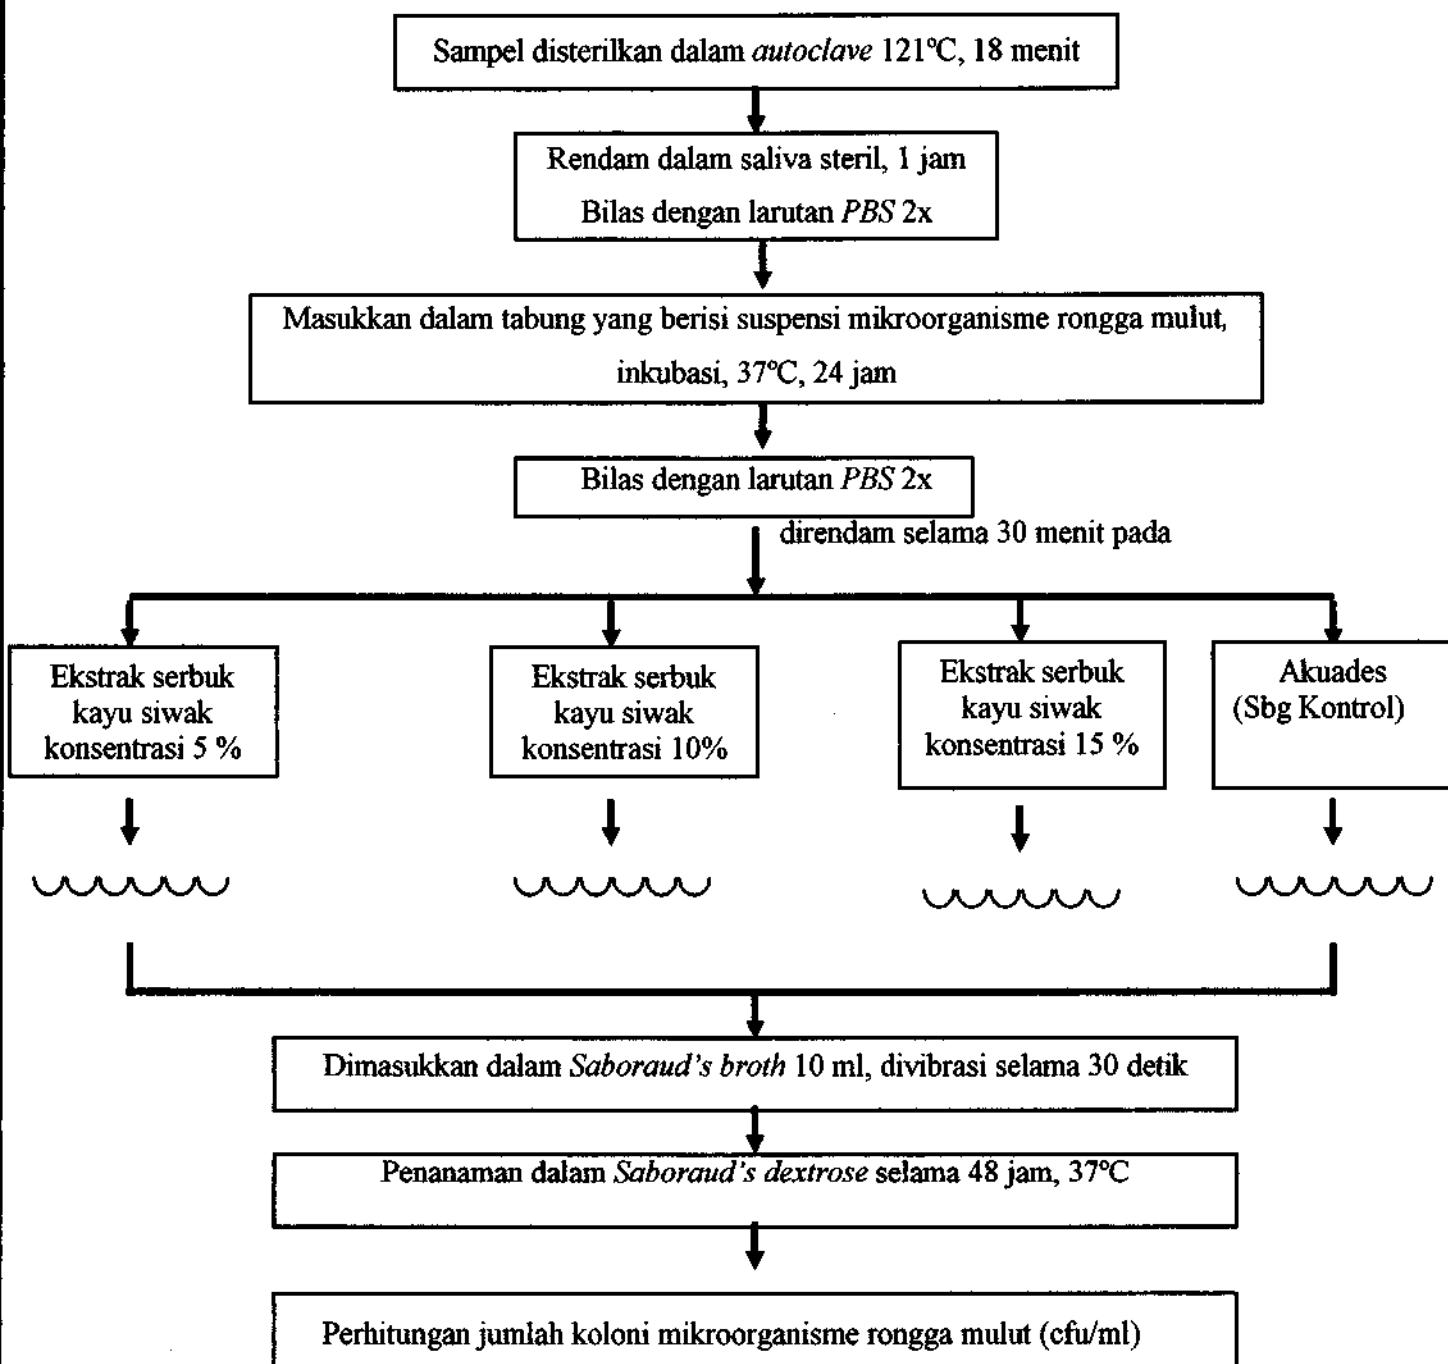 Sampel disterilkan dalam autoclave 121°C, 18 menit
Rendam dalam saliva steril, 1 jam
Bilas dengan larutan PBS 2x
Masukkan dalam tabung yang berisi suspensi mikroorganisme rongga mulut,
inkubasi, 37°C, 24 jam
Bilas dengan larutan PBS 2x
direndam selama 30 menit pada
Ekstrak serbuk
kayu siwak
konsentrasi 5 %
Ekstrak serbuk
kayu siwak
konsentrasi 10%
Ekstrak serbuk
kayu siwak
konsentrasi 15 %
Akuades
(Sbg Kontrol)
Dimasukkan dalam Saboraud's broth 10 ml, divibrasi selama 30 detik
Penanaman dalam Saboraud's dextrose selama 48 jam, 37°C
Perhitungan jumlah koloni mikroorganisme rongga mulut (cfu/ml)